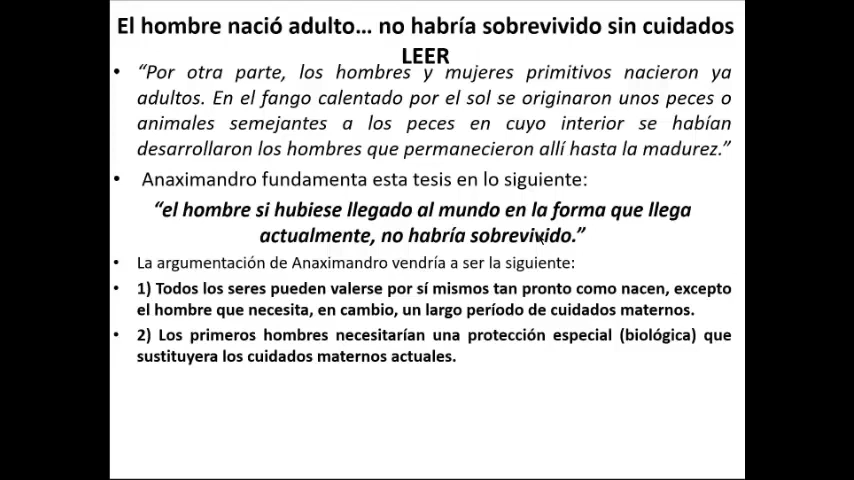 El hombre nació adulto… no habría sobrevivido sin cuidados
LEER
• “Por otra parte, los hombres y mujeres primitivos nacieron ya
adultos. En el fango calentado por el sol se originaron unos peces o
animales semejantes a los peces en cuyo interior se habían
desarrollaron los hombres que permanecieron allí hasta la madurez.”
• Anaximandro fundamenta esta tesis en lo siguiente:
“el hombre si hubiese llegado al mundo en la forma que llega
actualmente, no habría sobrevivido.”
• La argumentación de Anaximandro vendría a ser la siguiente:
• 1) Todos los seres pueden valerse por sí mismos tan pronto como nacen, excepto
el hombre que necesita, en cambio, un largo período de cuidados maternos.
• 2) Los primeros hombres necesitarían una protección especial (biológica) que
sustituyera los cuidados maternos actuales.